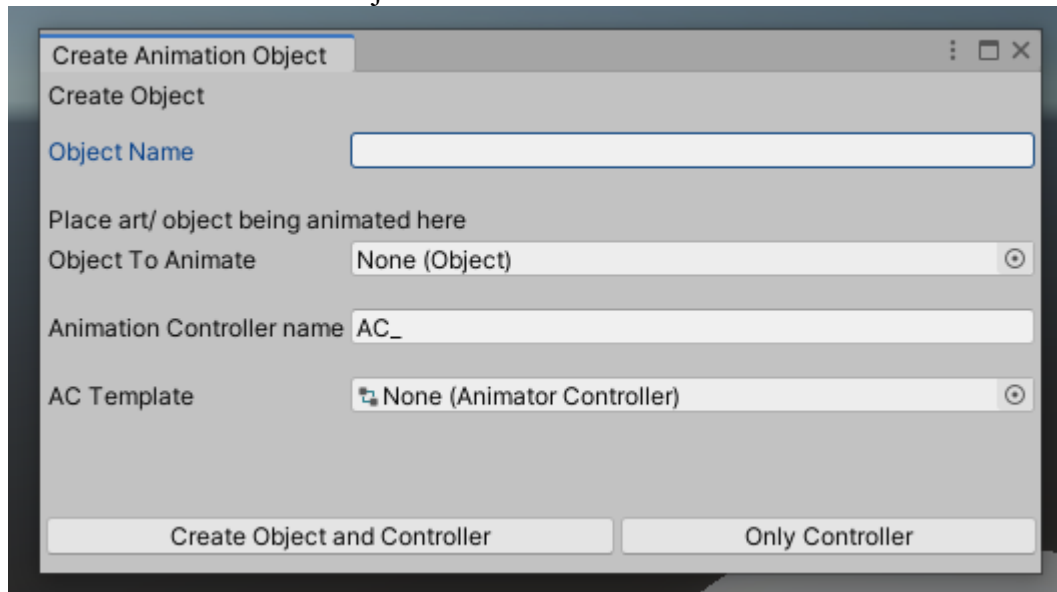 Create Animation Object
Create Object
Object Name
Place art/ object being animated here
Object To Animate None (Object)
Animation Controller name AC_
AC Template None (Animator Controller)
Create Object and Controller Only Controller